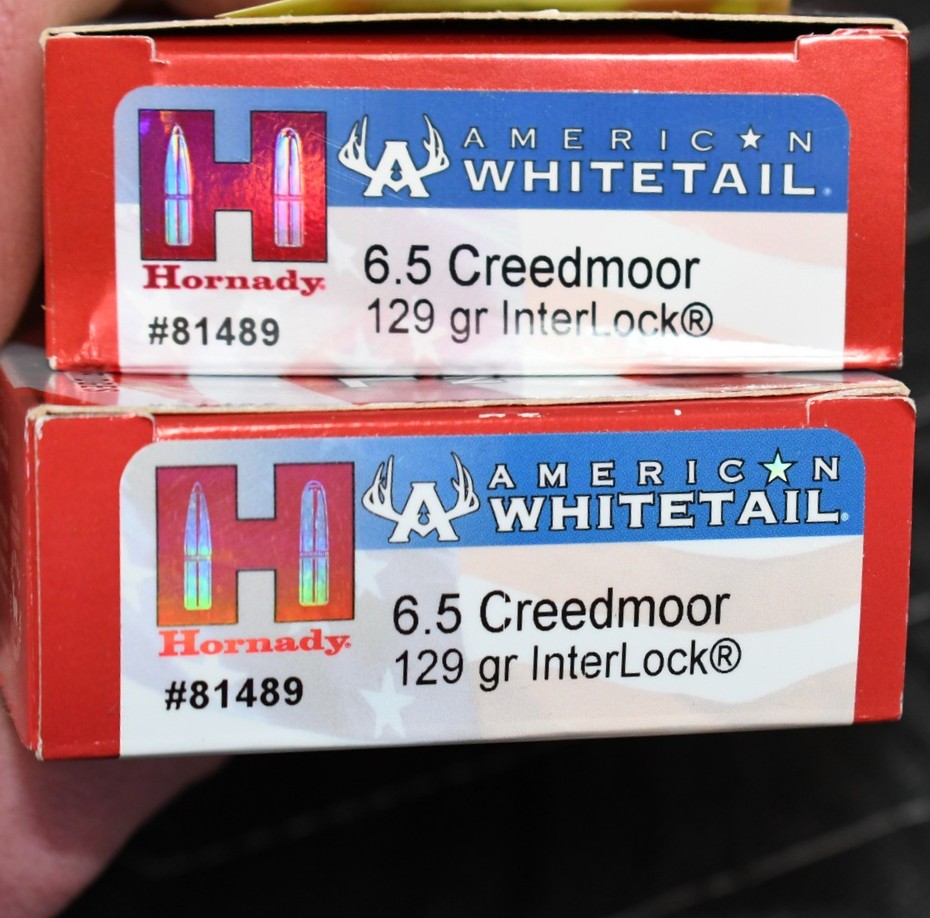 H
Hornady.
#81489
A
AMERIC★N
WHITETAIL®
6.5 Creedmoor
129 gr InterLock®
H
Hornady.
#81489
A
AMERIC★N
WHITETAIL®
6.5 Creedmoor
129 gr InterLock®